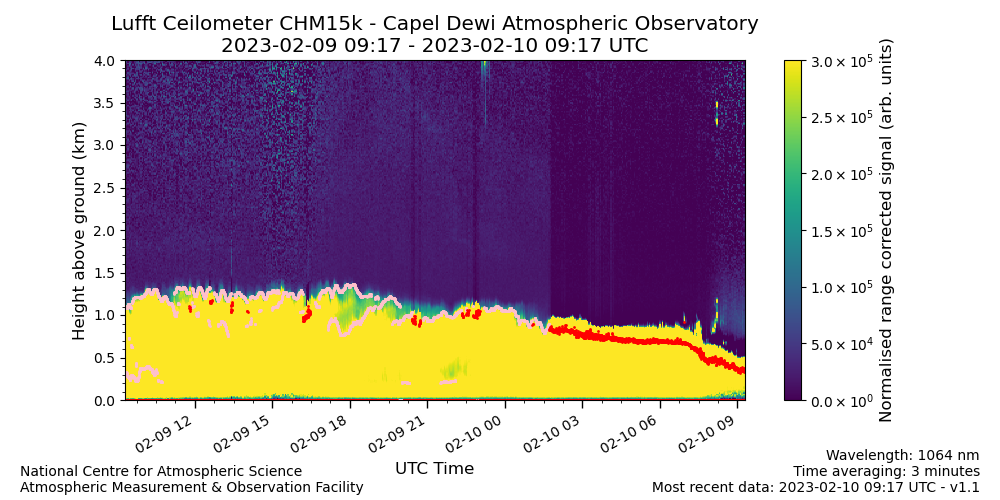 Lufft Ceilometer CHM15k - Capel Dewi Atmospheric Observatory
2023-02-09 09:17 - 2023-02-10 09:17 UTC
Height above ground (km)
4.0
3.5
3.0
2.5
2.0
1.5
1.0
0.5
0.0
02-09 12
02-09 15
02-09 18
02-09 21
02-10 00
02-10 03
02-10 06
02-10 09
UTC Time
3.0 × 10⁵
2.5 × 10⁵
2.0 × 10⁵
1.5 × 10⁵
1.0 × 10⁵
5.0 × 10⁴
0.0 × 10⁰
Normalised range corrected signal (arb. units)
National Centre for Atmospheric Science
Atmospheric Measurement & Observation Facility
Wavelength: 1064 nm
Time averaging: 3 minutes
Most recent data: 2023-02-10 09:17 UTC - v1.1